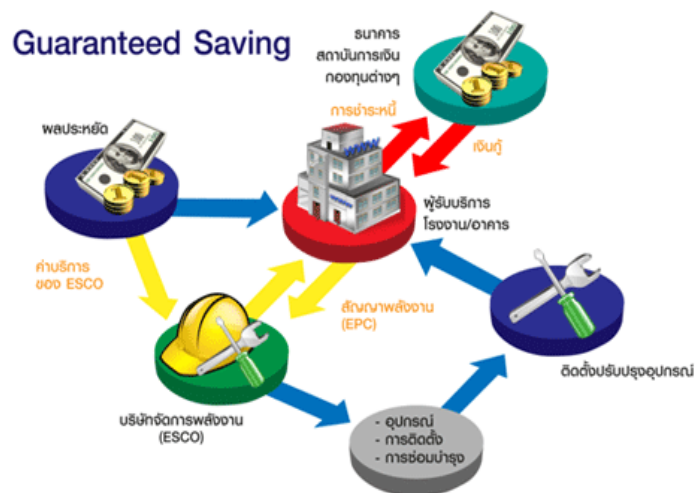 Guaranteed Saving
ธนาคาร
สถาบันการเงิน
กองทุนต่างๆ
การชำระหนี้
เงินกู้
ผลประหยัด
ผู้รับบริการ
โรงงาน/อาคาร
ค่าบริการ
ของ ESCO
สัญญาพลังงาน
(EPC)
ติดตั้งปรับปรุงอุปกรณ์
บริษัทจัดการพลังงาน
(ESCO)
- อุปกรณ์
- การติดตั้ง
- การซ่อมบำรุง